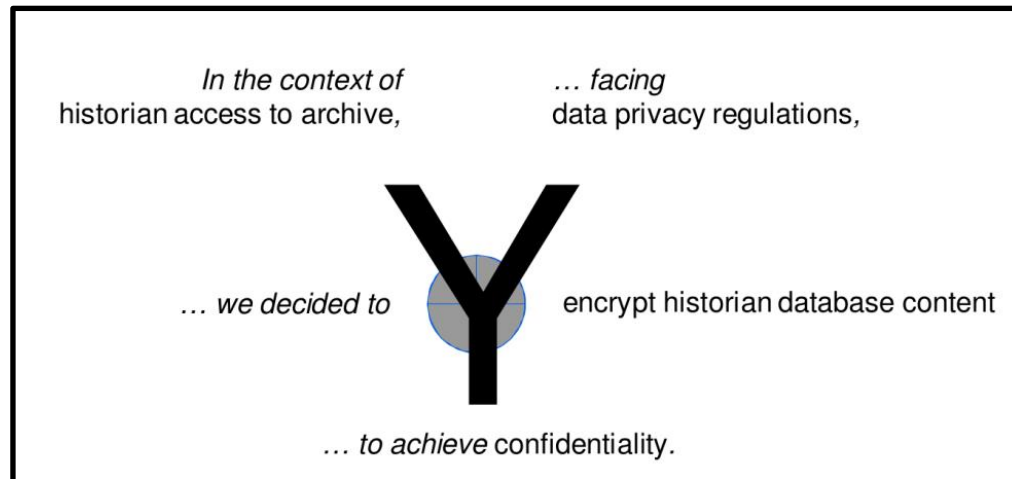 In the context of
historian access to archive,
… facing
data privacy regulations,
Y
… we decided to
encrypt historian database content
… to achieve confidentiality.